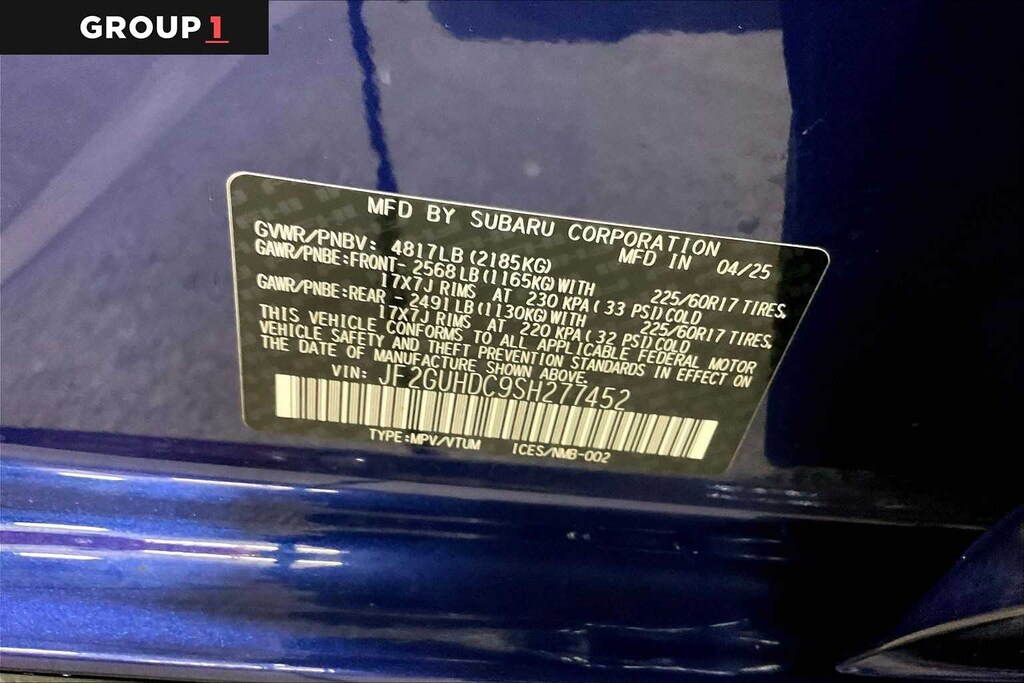 GROUP 1
MFD BY SUBARU CORPORATION
GVWR/PNBV: 4817LB (2185KG) MFD IN 04/25
GAWR/PNBE:FRONT- 2568LB(1165KG)WITH 225/60R17 TIRES,
17X7J RIMS AT 230 KPA( 33 PSI)COLD
GAWR/PNBE:REAR - 2491LB(1130KG)WITH 225/60R17 TIRES,
17X7J RIMS AT 220 KPA( 32 PSI)COLD
THIS VEHICLE CONFORMS TO ALL APPLICABLE FEDERAL MOTOR
VEHICLE SAFETY AND THEFT PREVENTION STANDARDS IN EFFECT ON
THE DATE OF MANUFACTURE SHOWN ABOVE.
VIN: JF2GUHDC9SH277452
TYPE:MPV/VTUM ICES/NMB-002